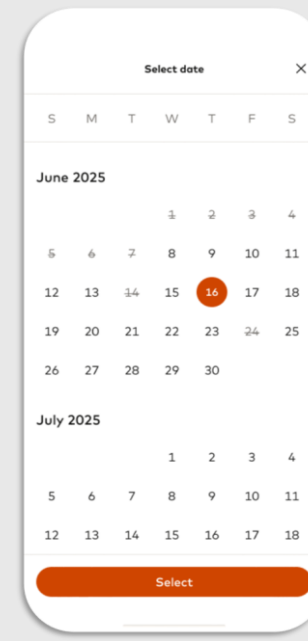 Select date ×
S M T W T F S
June 2025
1 2 3 4
5 6 7 8 9 10 11
12 13 14 15 16 17 18
19 20 21 22 23 24 25
26 27 28 29 30
July 2025
1 2 3 4
5 6 7 8 9 10 11
12 13 14 15 16 17 18
Select